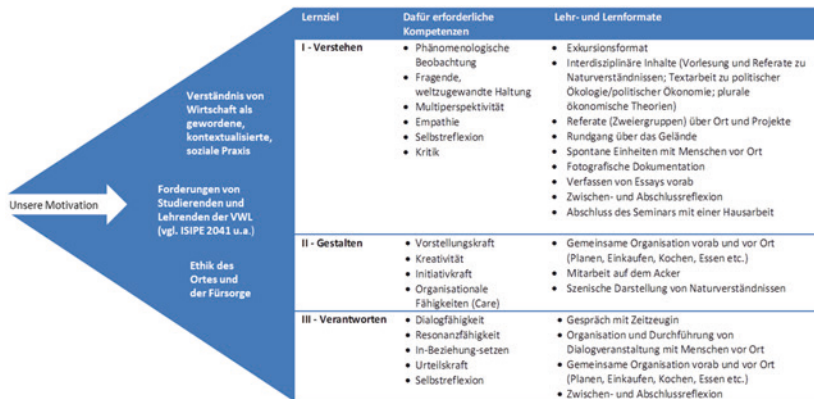 Unsere Motivation
Verständnis von
Wirtschaft als
gewordene,
kontextualisierte,
soziale Praxis
Forderungen von
Studierenden und
Lehrenden der VWL
(vgl. ISIPE 2041 u.a.)
Ethik des
Ortes und
der Fürsorge
Lernziel
Dafür erforderliche
Kompetenzen
Lehr- und Lernformate
I - Verstehen
• Phänomenologische
Beobachtung
• Fragende,
weltzugewandte Haltung
• Multiperspektivität
• Empathie
• Selbstreflexion
• Kritik
• Exkursionsformat
• Interdisziplinäre Inhalte (Vorlesung und Referate zu
Naturverständnissen; Textarbeit zu politischer
Ökologie/politischer Ökonomie; plurale
ökonomische Theorien)
• Referate (Zweiergruppen) über Ort und Projekte
• Rundgang über das Gelände
• Spontane Einheiten mit Menschen vor Ort
• Fotografische Dokumentation
• Verfassen von Essays vorab
• Zwischen- und Abschlussreflexion
• Abschluss des Seminars mit einer Hausarbeit
II - Gestalten
• Vorstellungskraft
• Kreativität
• Initiativkraft
• Organisationale
Fähigkeiten (Care)
• Gemeinsame Organisation vorab und vor Ort
(Planen, Einkaufen, Kochen, Essen etc.)
• Mitarbeit auf dem Acker
• Szenische Darstellung von Naturverständnissen
III - Verantworten
• Dialogfähigkeit
• Resonanzfähigkeit
• In-Beziehung-setzen
• Urteilskraft
• Selbstreflexion
• Gespräch mit Zeitzeugin
• Organisation und Durchführung von
Dialogveranstaltung mit Menschen vor Ort
• Gemeinsame Organisation vorab und vor Ort
(Planen, Einkaufen, Kochen, Essen etc.)
• Zwischen- und Abschlussreflexion